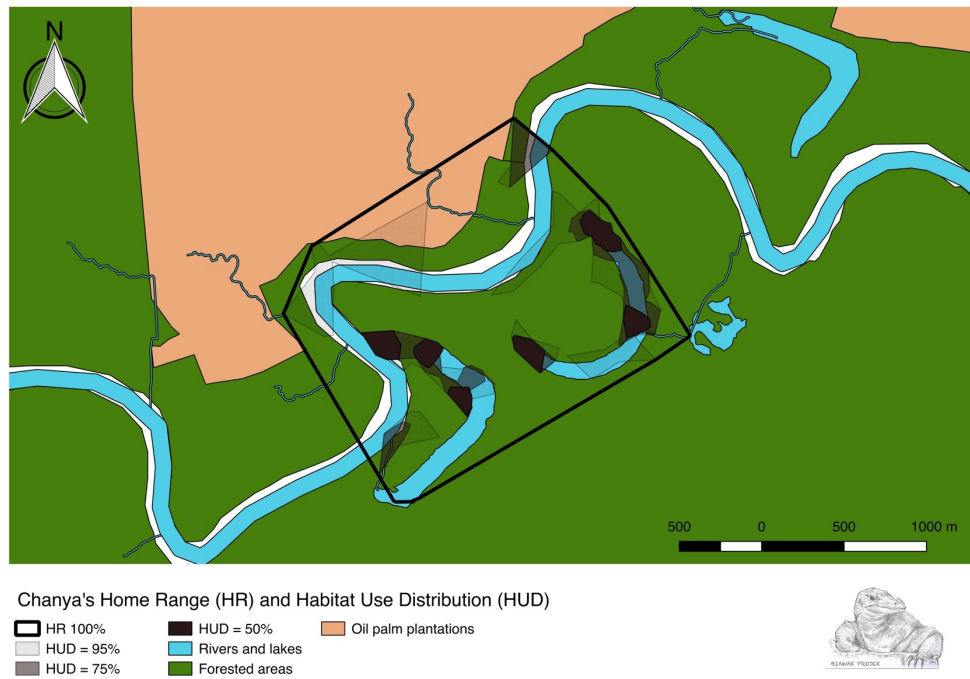 N
500 0 500 1000 m
Chanya's Home Range (HR) and Habitat Use Distribution (HUD)
HR 100%
HUD = 95%
HUD = 75%
HUD = 50%
Rivers and lakes
Forested areas
Oil palm plantations
BIAWAK PROJEK